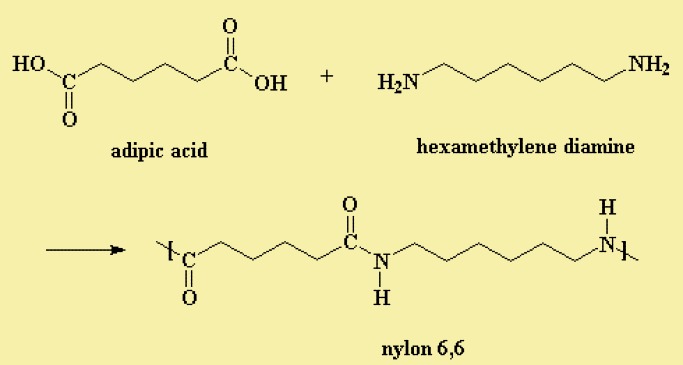 O
HO C C OH
O
adipic acid
+
H₂N NH₂
hexamethylene diamine
O H
C C N N
O H
nylon 6,6